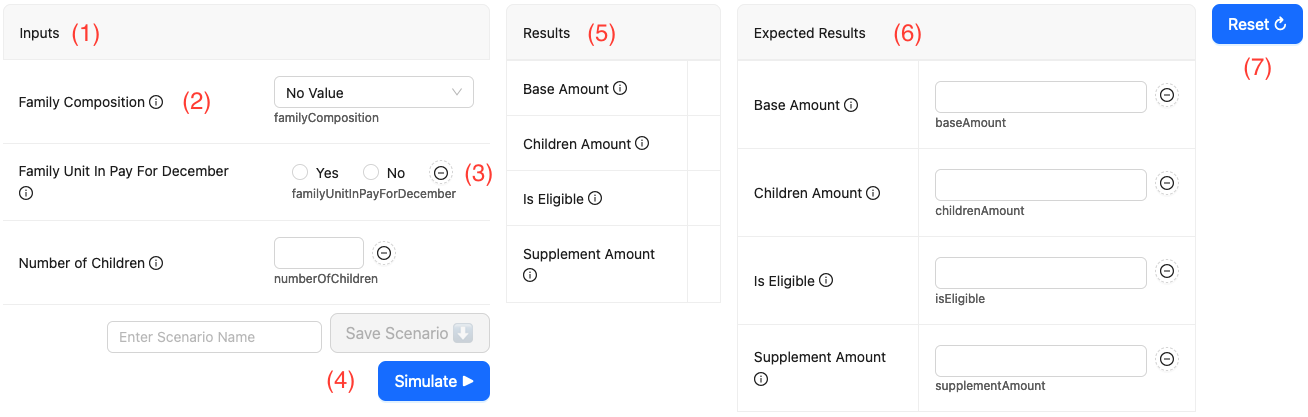 Inputs (1)
Family Composition (2)
No Value
familyComposition
Family Unit In Pay For December
Yes No (3)
familyUnitInPayForDecember
Number of Children
numberOfChildren
Enter Scenario Name
Save Scenario ⬇️
(4)
Simulate ▶
Results (5)
Base Amount
Children Amount
Is Eligible
Supplement Amount
Expected Results (6)
Base Amount
baseAmount
Children Amount
childrenAmount
Is Eligible
isEligible
Supplement Amount
supplementAmount
Reset ↻
(7)